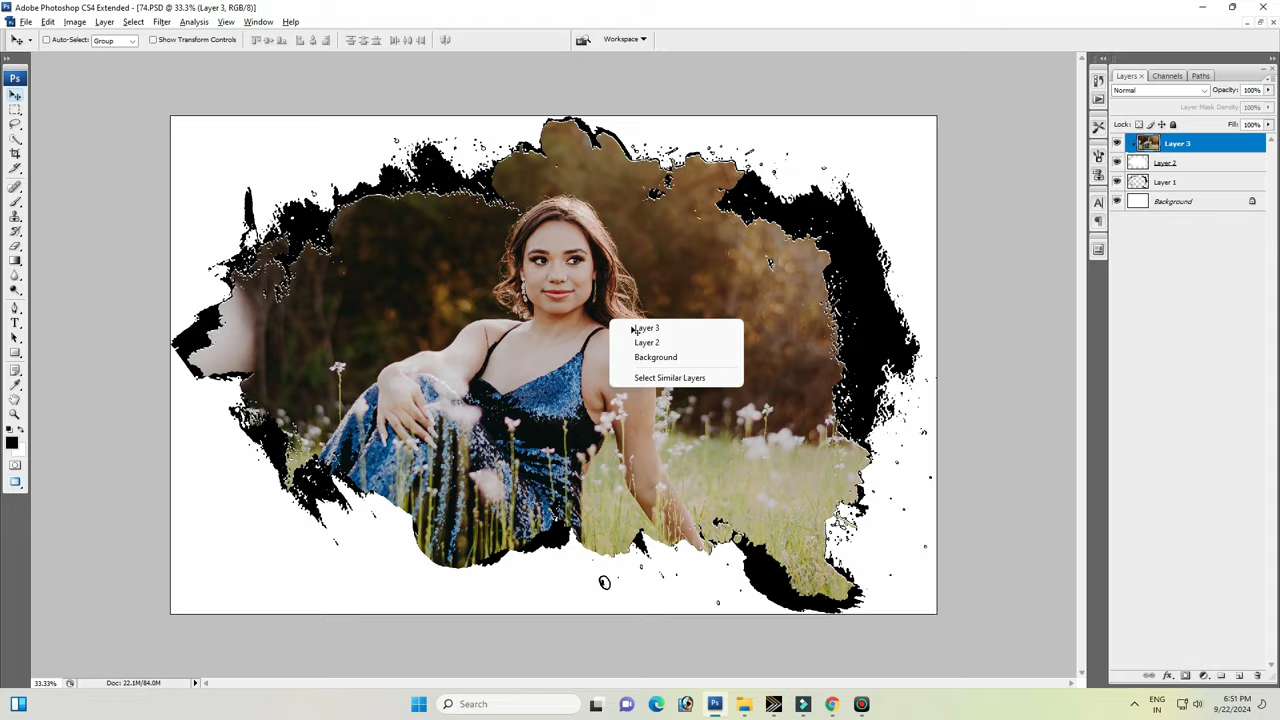 Adobe Photoshop CS4 Extended - [74.PSD @ 33.3% (Layer 3, RGB/8)]
File Edit Image Layer Select Filter Analysis View Window Help
Auto-Select: Group Show Transform Controls Workspace
Ps
Layers Channels Paths
Normal Opacity: 100%
Layer Mask Density: 100%
Lock: Fill: 100%
Layer 3
Layer 2
Layer 1
Background
Layer 3
Layer 2
Background
Select Similar Layers
33.33% Doc: 22.1M/84.0M
Search
Ps
ENG
IN
6:51 PM
9/22/2024